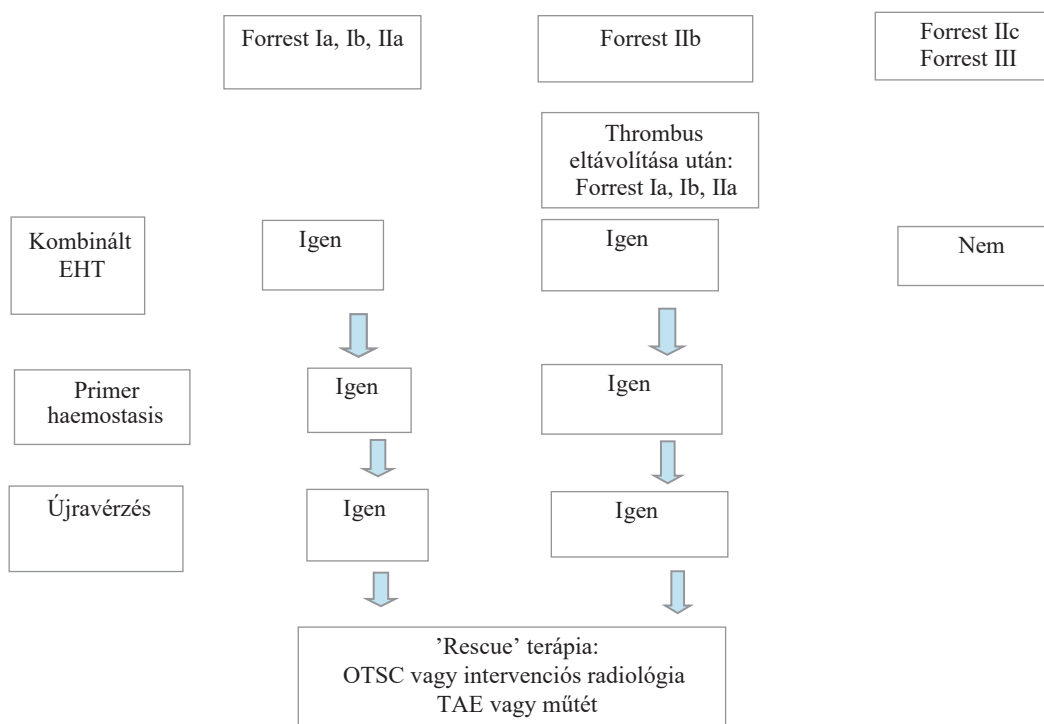 Forrest Ia, Ib, IIa
Forrest IIb
Forrest IIc
Forrest III
Thrombus
eltávolítása után:
Forrest Ia, Ib, IIa
Kombinált
EHT
Igen
Igen
Nem
Primer
haemostasis
Igen
Igen
Újravérzés
Igen
Igen
’Rescue’ terápia:
OTSC vagy intervenciós radiológia
TAE vagy műtét